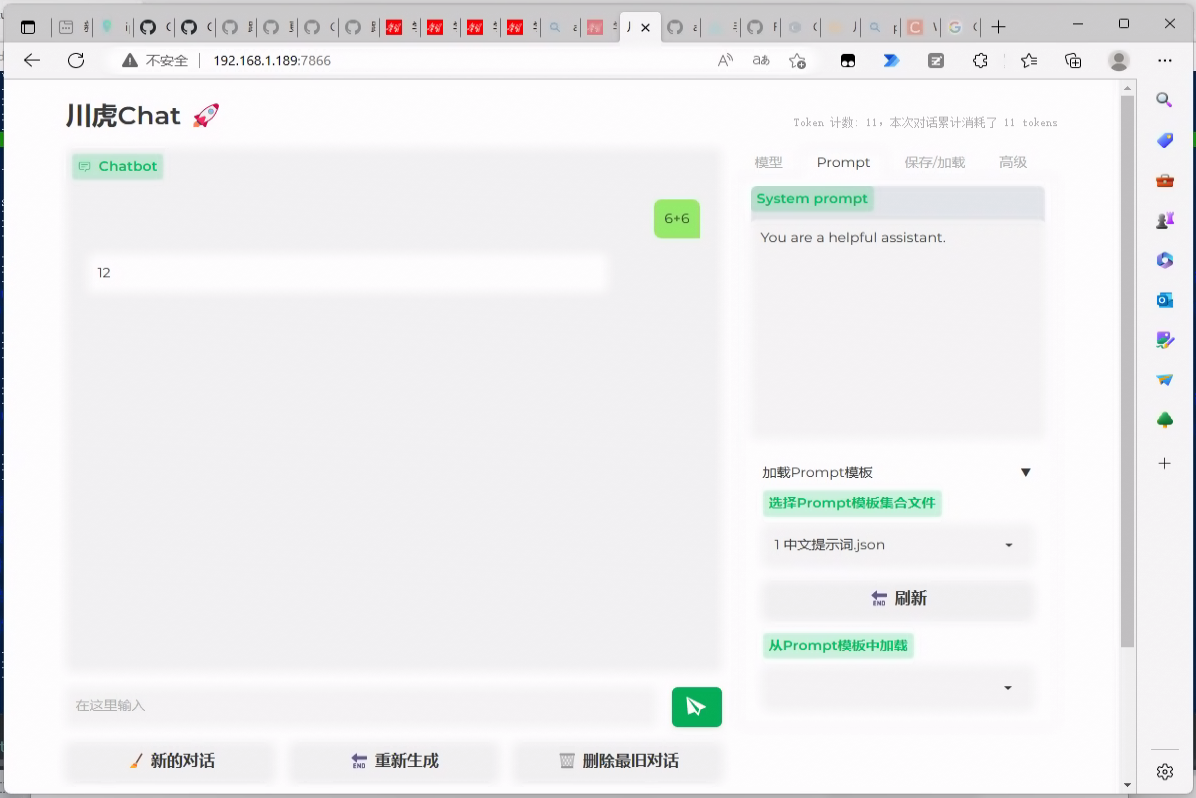 不安全
192.168.1.189:7866
川虎Chat 🚀
Token 计数: 11，本次对话累计消耗了 11 tokens
Chatbot
6+6
12
模型
Prompt
保存/加载
高级
System prompt
You are a helpful assistant.
加载Prompt模板
选择Prompt模板集合文件
1 中文提示词.json
🔚 刷新
从Prompt模板中加载
在这里输入
🧹 新的对话
🔚 重新生成
🗑️ 删除最旧对话